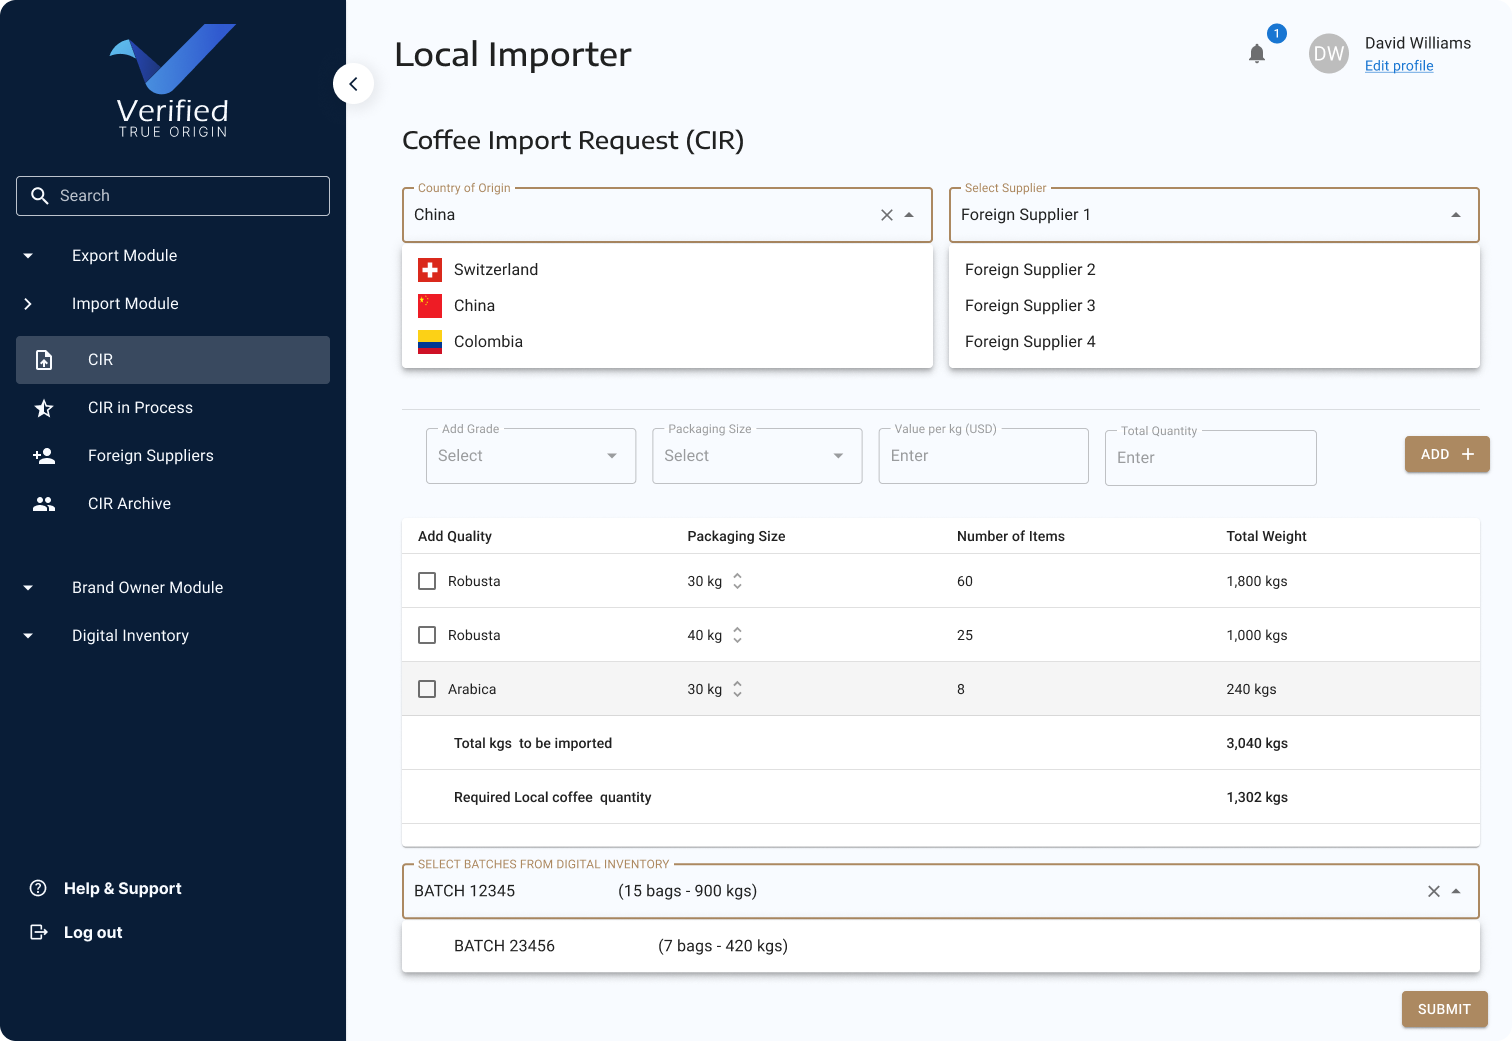 Verified
TRUE ORIGIN
Search
Export Module
Import Module
CIR
CIR in Process
Foreign Suppliers
CIR Archive
Brand Owner Module
Digital Inventory
Help & Support
Log out
Local Importer
1
DW
David Williams
Edit profile
Coffee Import Request (CIR)
Country of Origin
China
Switzerland
China
Colombia
Select Supplier
Foreign Supplier 1
Foreign Supplier 2
Foreign Supplier 3
Foreign Supplier 4
Add Grade
Select
Packaging Size
Select
Value per kg (USD)
Enter
Total Quantity
Enter
ADD
Add Quality Packaging Size Number of Items Total Weight
Robusta 30 kg 60 1,800 kgs
Robusta 40 kg 25 1,000 kgs
Arabica 30 kg 8 240 kgs
Total kgs to be imported 3,040 kgs
Required Local coffee quantity 1,302 kgs
SELECT BATCHES FROM DIGITAL INVENTORY
BATCH 12345 (15 bags - 900 kgs)
BATCH 23456 (7 bags - 420 kgs)
SUBMIT